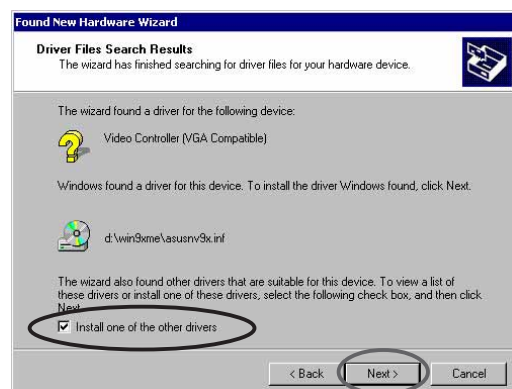 Found New Hardware Wizard
Driver Files Search Results
The wizard has finished searching for driver files for your hardware device.
The wizard found a driver for the following device:
Video Controller (VGA Compatible)
Windows found a driver for this device. To install the driver Windows found, click Next.
d:\win9xme\asusnv9x.inf
The wizard also found other drivers that are suitable for this device. To view a list of
these drivers or install one of these drivers, select the following check box, and then click
Next.
Install one of the other drivers
< Back
Next >
Cancel